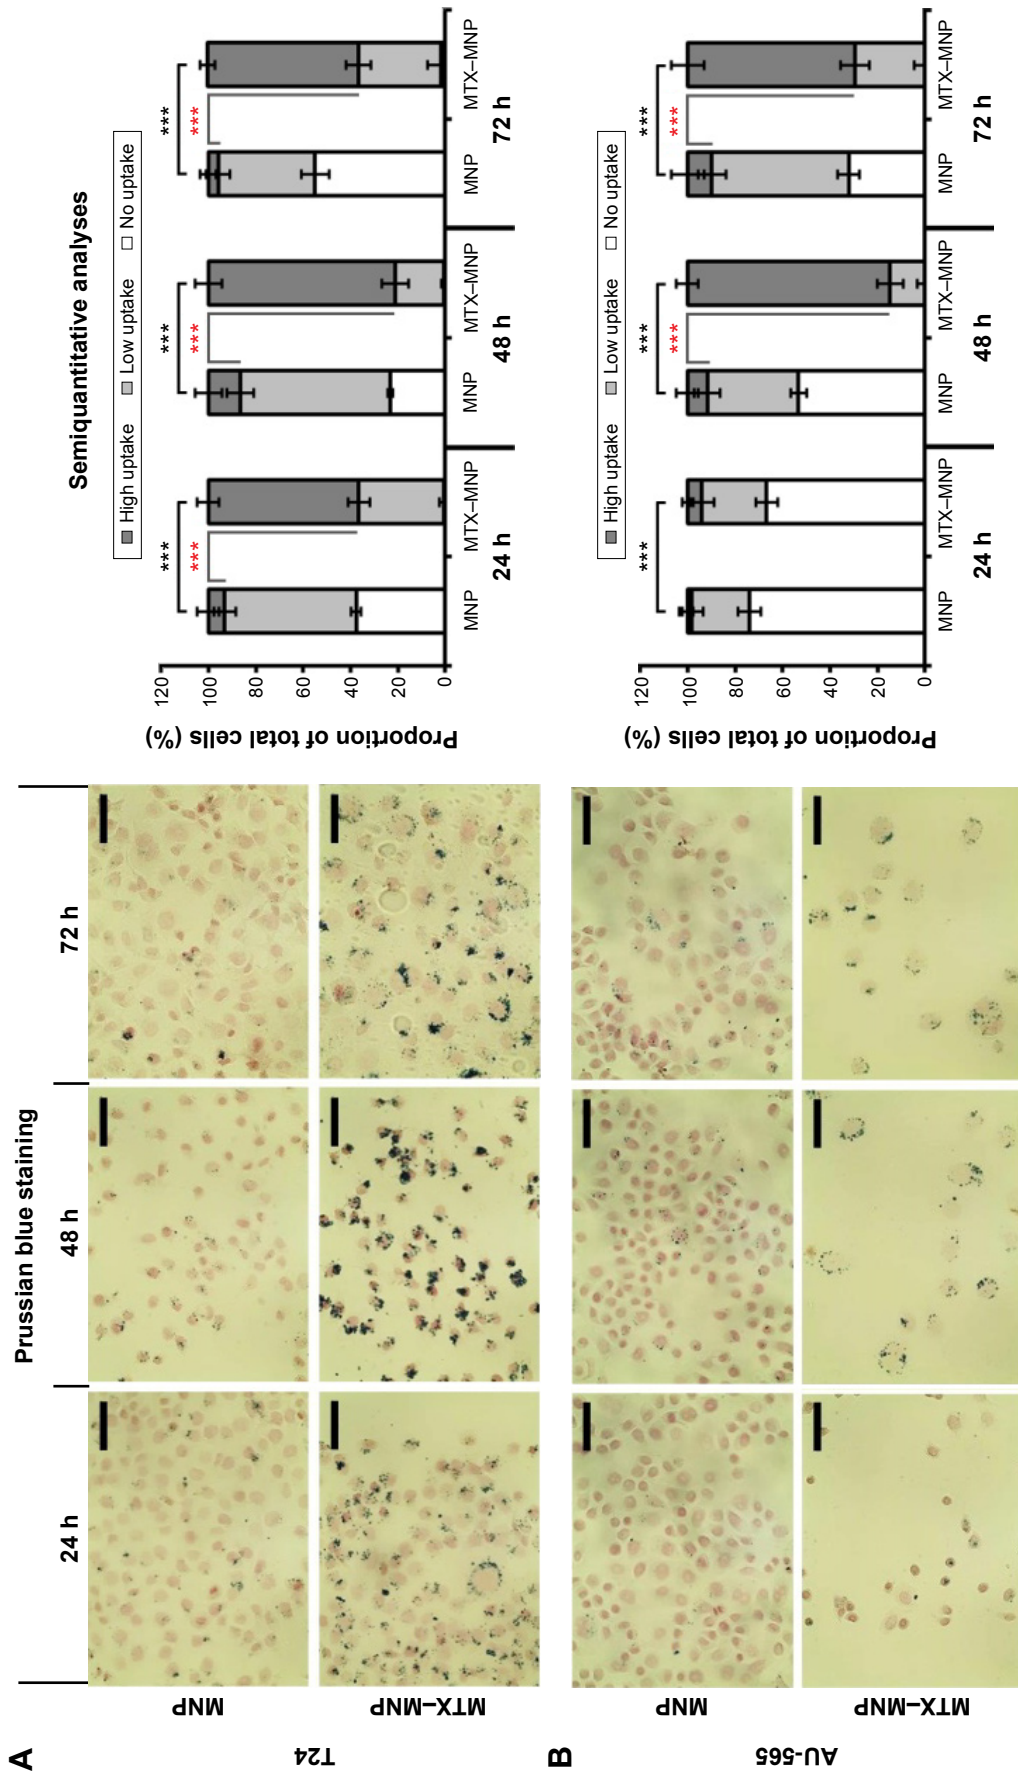 A
Prussian blue staining
24 h
48 h
72 h
MNP
MTX–MNP
T24
Semiquantitative analyses
High uptake
Low uptake
No uptake
Proportion of total cells (%)
120
100
80
60
40
20
0
***
***
***
***
***
***
MNP
MTX–MNP
MNP
MTX–MNP
MNP
MTX–MNP
24 h
48 h
72 h
B
MNP
MTX–MNP
AU-565
High uptake
Low uptake
No uptake
Proportion of total cells (%)
120
100
80
60
40
20
0
***
***
***
***
***
MNP
MTX–MNP
MNP
MTX–MNP
MNP
MTX–MNP
24 h
48 h
72 h